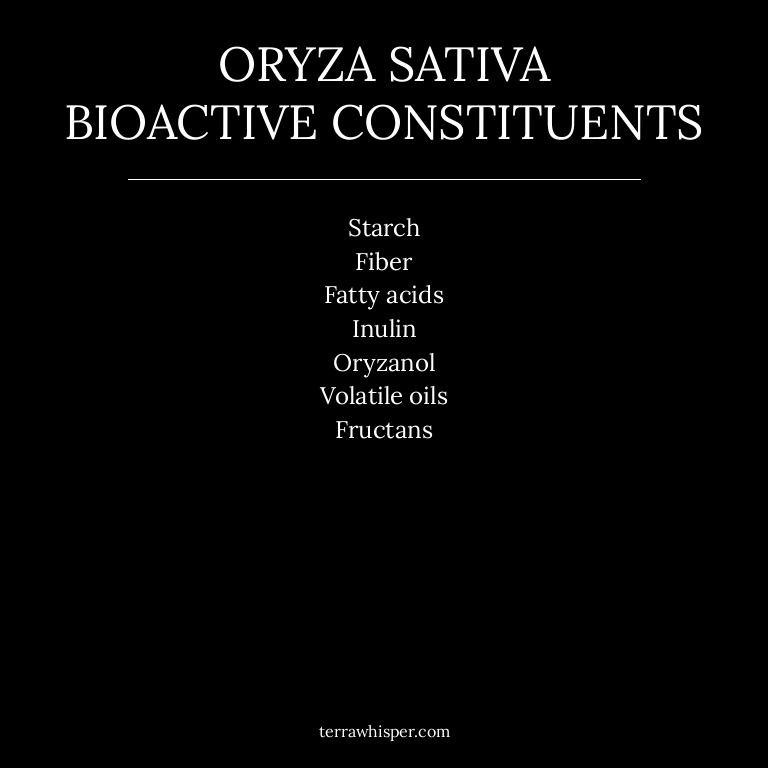 ORYZA SATIVA
BIOACTIVE CONSTITUENTS
Starch
Fiber
Fatty acids
Inulin
Oryzanol
Volatile oils
Fructans
terrawhisper.com